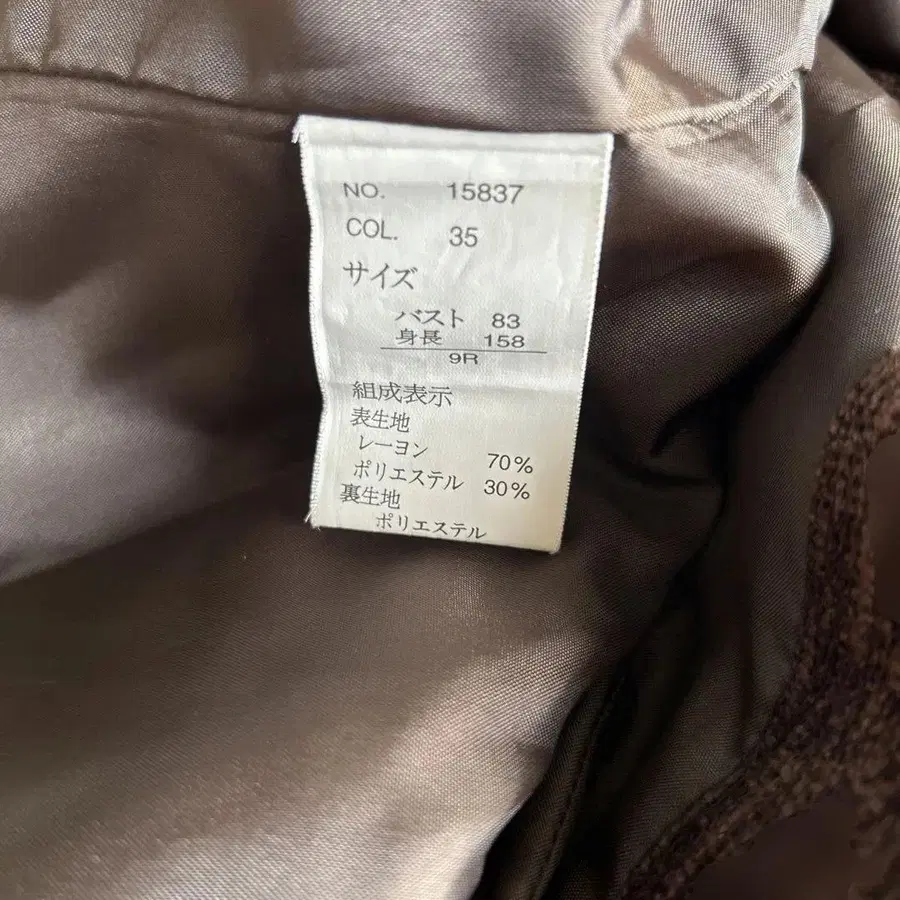 NO. 15837
COL. 35
サイズ
バスト 83
身長 158
9R
組成表示
表生地
レーヨン 70%
ポリエステル 30%
裏生地
ポリエステル